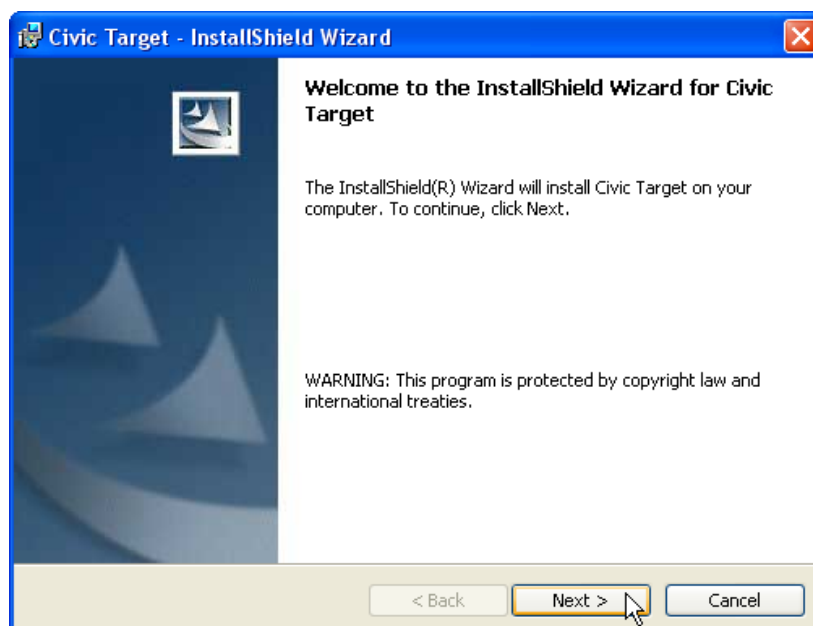 Civic Target - InstallShield Wizard
Welcome to the InstallShield Wizard for Civic
Target
The InstallShield(R) Wizard will install Civic Target on your
computer. To continue, click Next.
WARNING: This program is protected by copyright law and
international treaties.
< Back Next > Cancel